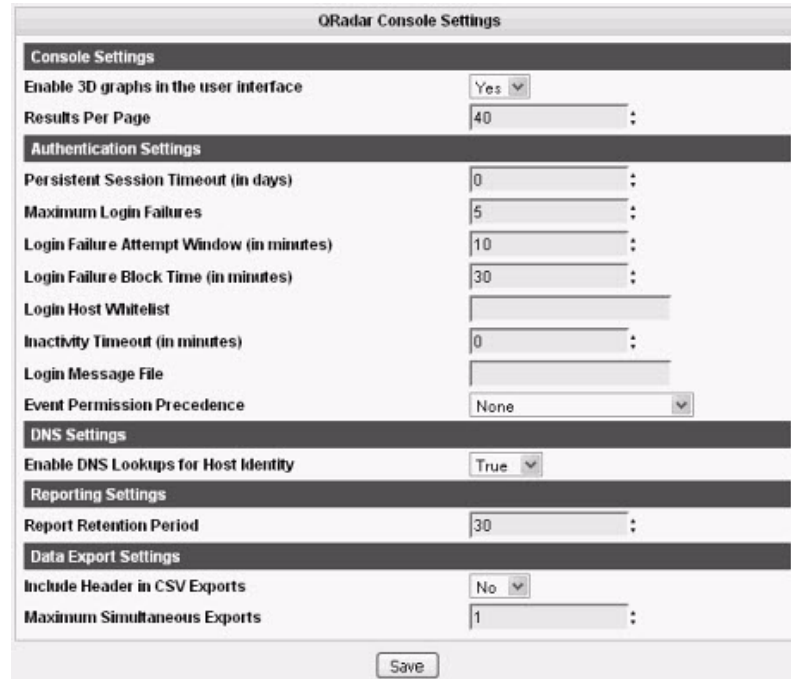 QRadar Console Settings
Console Settings
Enable 3D graphs in the user interface Yes
Results Per Page 40
Authentication Settings
Persistent Session Timeout (in days) 0
Maximum Login Failures 5
Login Failure Attempt Window (in minutes) 10
Login Failure Block Time (in minutes) 30
Login Host Whitelist
Inactivity Timeout (in minutes) 0
Login Message File
Event Permission Precedence None
DNS Settings
Enable DNS Lookups for Host Identity True
Reporting Settings
Report Retention Period 30
Data Export Settings
Include Header in CSV Exports No
Maximum Simultaneous Exports 1
Save